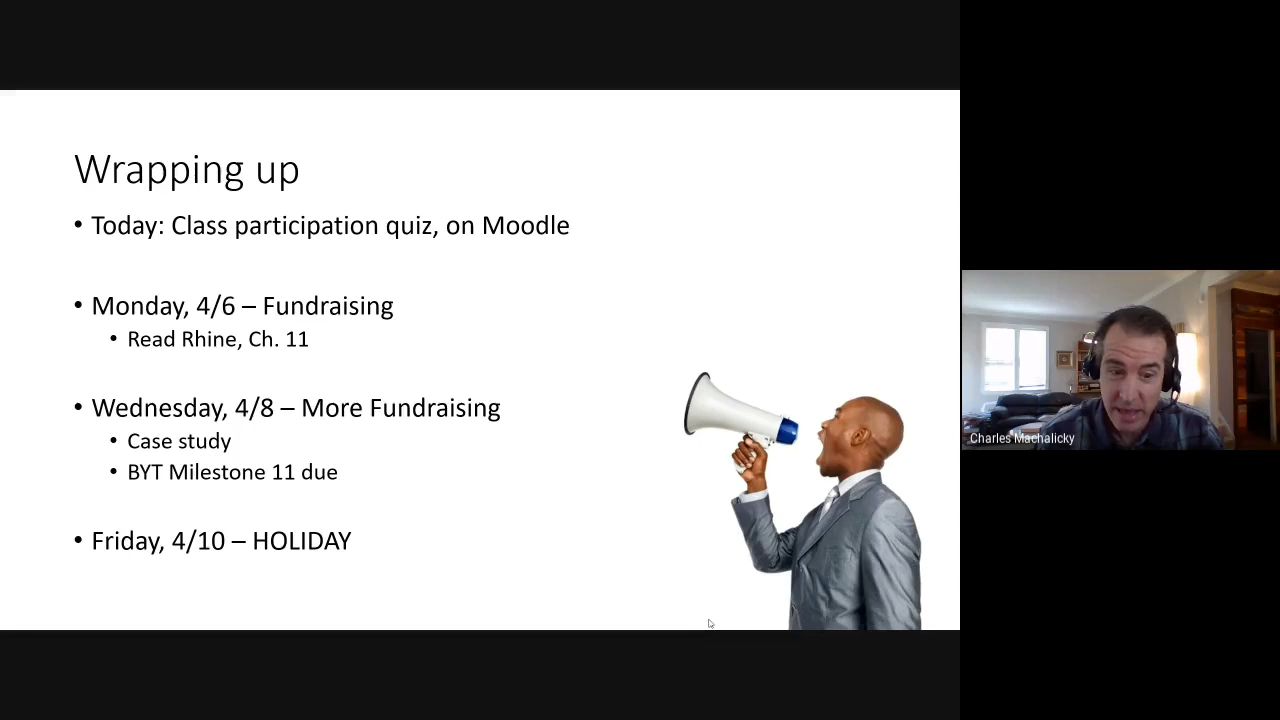 Wrapping up
• Today: Class participation quiz, on Moodle
• Monday, 4/6 – Fundraising
• Read Rhine, Ch. 11
• Wednesday, 4/8 – More Fundraising
• Case study
• BYT Milestone 11 due
• Friday, 4/10 – HOLIDAY
Charles Machalicky